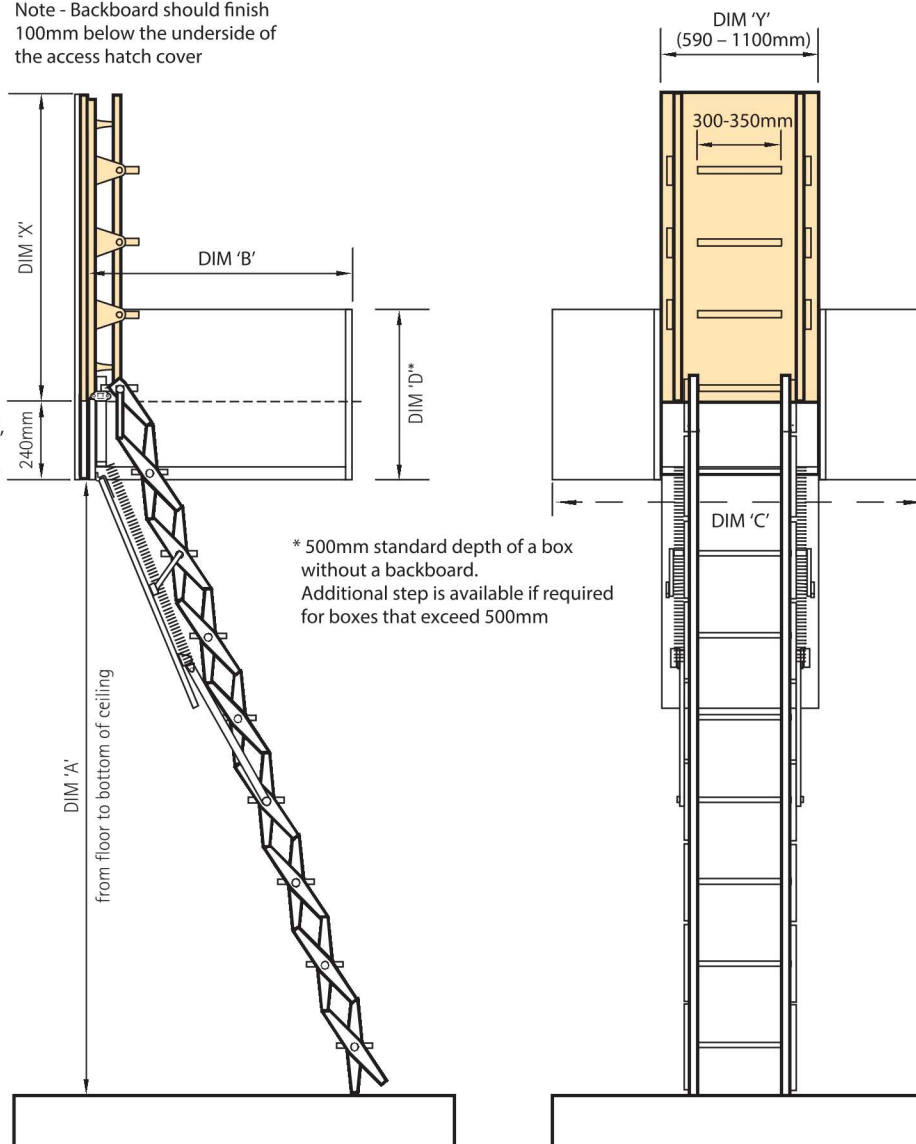 Note - Backboard should finish
100mm below the underside of
the access hatch cover
DIM ‘Y’
(590 – 1100mm)
300-350mm
DIM ‘X’
DIM ‘B’
DIM ‘D’*
240mm
DIM ‘C’
* 500mm standard depth of a box
without a backboard.
Additional step is available if required
for boxes that exceed 500mm
DIM ‘A’
from floor to bottom of ceiling